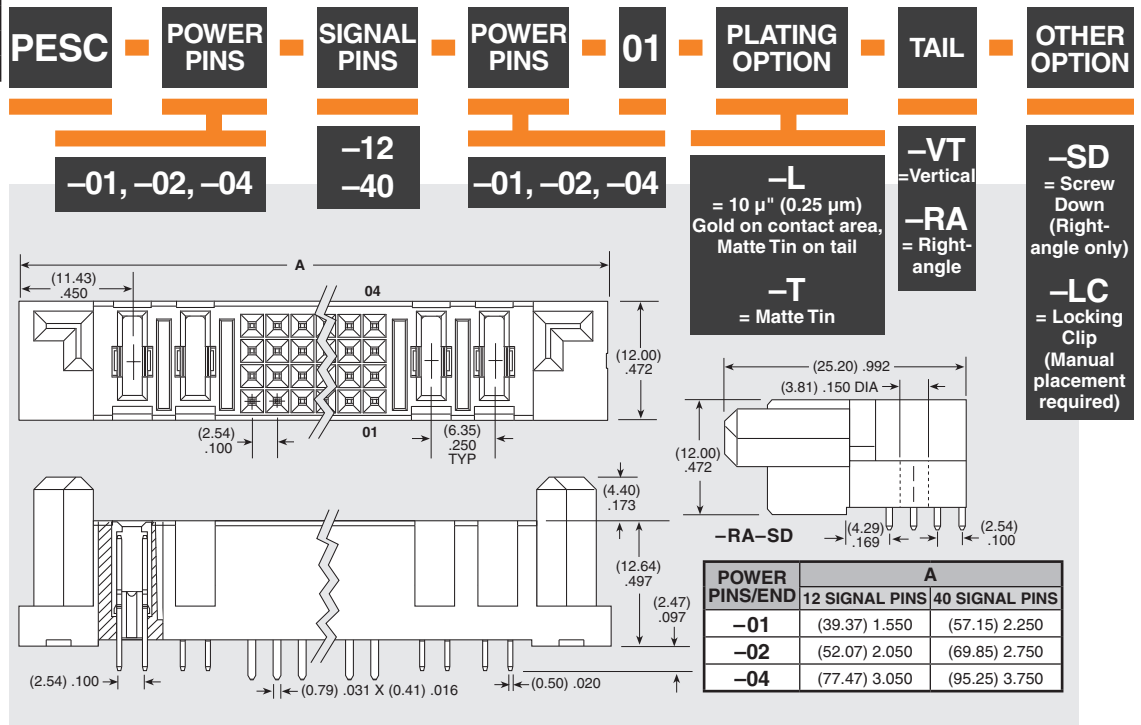 PESC
POWER
PINS
SIGNAL
PINS
POWER
PINS
01
PLATING
OPTION
TAIL
OTHER
OPTION
–01, –02, –04
–12
–40
–01, –02, –04
–L
= 10 µ" (0.25 µm)
Gold on contact area,
Matte Tin on tail
–T
= Matte Tin
–VT
=Vertical
–RA
= Right-
angle
–SD
= Screw
Down
(Right-
angle only)
–LC
= Locking
Clip
(Manual
placement
required)
A
(11.43)
.450
04
(12.00)
.472
(2.54)
.100
01
(6.35)
.250
TYP
(4.40)
.173
(12.64)
.497
(2.47)
.097
(2.54) .100
(0.79) .031 X (0.41) .016
(0.50) .020
(25.20) .992
(3.81) .150 DIA
(12.00)
.472
–RA–SD
(4.29)
.169
(2.54)
.100
POWER
PINS/END
A
12 SIGNAL PINS 40 SIGNAL PINS
–01 (39.37) 1.550 (57.15) 2.250
–02 (52.07) 2.050 (69.85) 2.750
–04 (77.47) 3.050 (95.25) 3.750